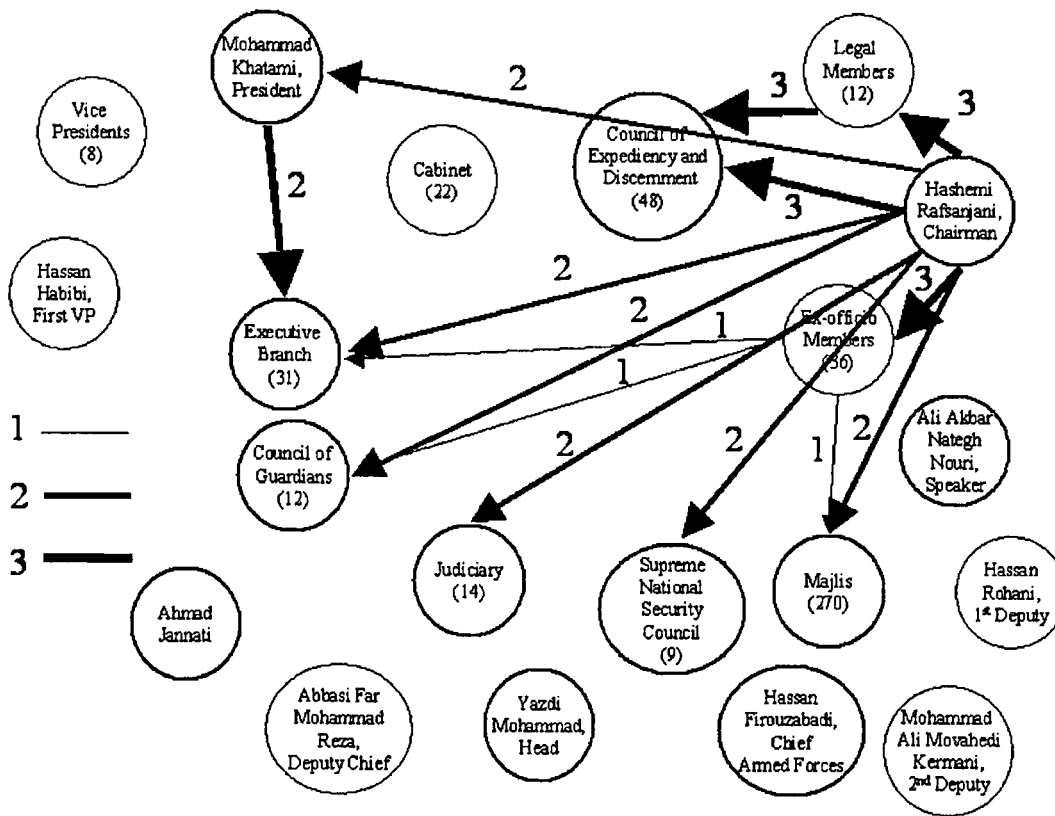 Mohammad
Khatami,
President
2
3
Legal
Members
(12)
3
Vice
Presidents
(8)
Cabinet
(22)
Council of
Expediency and
Discernment
(48)
3
Hashemi
Rafsanjani,
Chairman
2
Hassan
Habibi,
First VP
2
2
3
Executive
Branch
(31)
1
1
Ex-officio
Members
(36)
1
2
3
Council of
Guardians
(12)
2
2
1
2
Ali Akbar
Nategh
Nouri,
Speaker
Ahmad
Jannati
Judiciary
(14)
Supreme
National
Security
Council
(9)
Majlis
(270)
Hassan
Rohani,
1st Deputy
Abbasi Far
Mohammad
Reza,
Deputy Chief
Yazdi
Mohammad,
Head
Hassan
Firouzabadi,
Chief
Armed Forces
Mohammad
Ali Movahedi
Kermani,
2nd Deputy